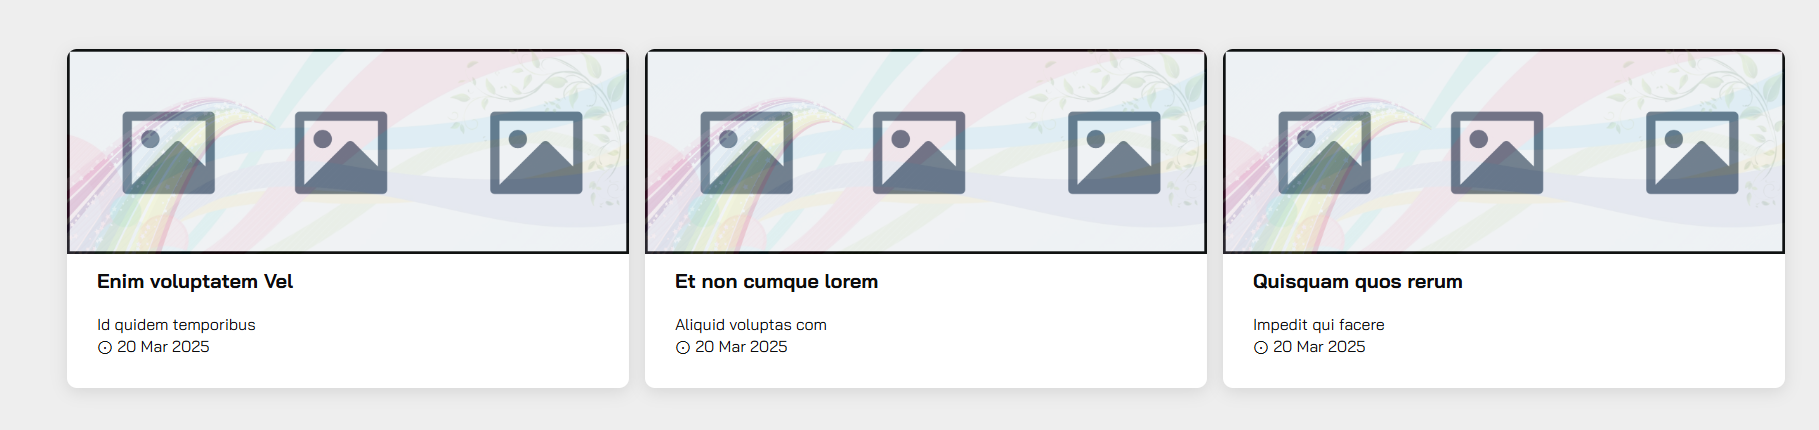 Enim voluptatem Vel
Id quidem temporibus
20 Mar 2025
Et non cumque lorem
Aliquid voluptas com
20 Mar 2025
Quisquam quos rerum
Impedit qui facere
20 Mar 2025